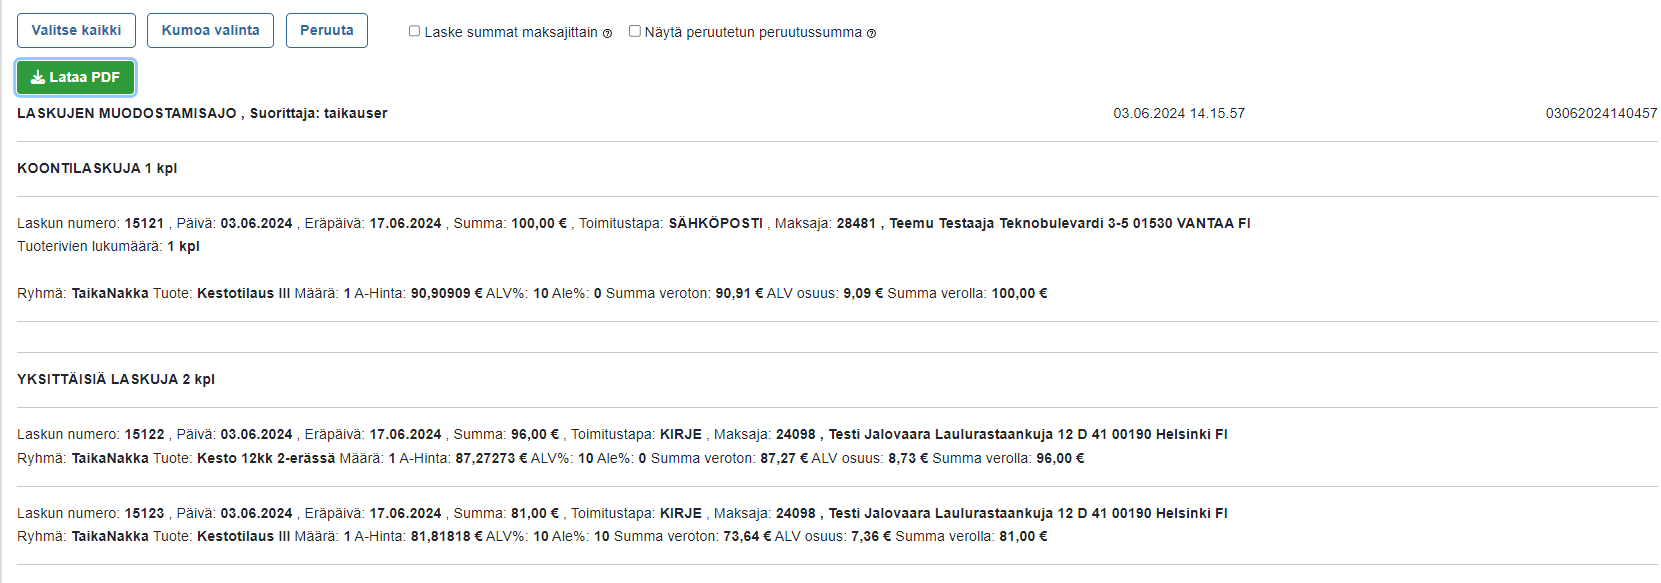 Valitse kaikki Kumoa valinta Peruuta Laske summat maksajittain Näytä peruutetun peruutussumma
Lataa PDF
LASKUJEN MUODOSTAMISAJO , Suorittaja: taikauser 03.06.2024 14.15.57 03062024140457
KOONTILASKUJA 1 kpl
Laskun numero: 15121 , Päivä: 03.06.2024 , Eräpäivä: 17.06.2024 , Summa: 100,00 € , Toimitustapa: SÄHKÖPOSTI , Maksaja: 28481 , Teemu Testaaja Teknobulevardi 3-5 01530 VANTAA FI
Tuoterivien lukumäärä: 1 kpl
Ryhmä: TaikaNakka Tuote: Kestotilaus III Määrä: 1 A-Hinta: 90,90909 € ALV%: 10 Ale%: 0 Summa veroton: 90,91 € ALV osuus: 9,09 € Summa verolla: 100,00 €
YKSITTÄISIÄ LASKUJA 2 kpl
Laskun numero: 15122 , Päivä: 03.06.2024 , Eräpäivä: 17.06.2024 , Summa: 96,00 € , Toimitustapa: KIRJE , Maksaja: 24098 , Testi Jalovaara Laulurastaankuja 12 D 41 00190 Helsinki FI
Ryhmä: TaikaNakka Tuote: Kesto 12kk 2-erässä Määrä: 1 A-Hinta: 87,27273 € ALV%: 10 Ale%: 0 Summa veroton: 87,27 € ALV osuus: 8,73 € Summa verolla: 96,00 €
Laskun numero: 15123 , Päivä: 03.06.2024 , Eräpäivä: 17.06.2024 , Summa: 81,00 € , Toimitustapa: KIRJE , Maksaja: 24098 , Testi Jalovaara Laulurastaankuja 12 D 41 00190 Helsinki FI
Ryhmä: TaikaNakka Tuote: Kestotilaus III Määrä: 1 A-Hinta: 81,81818 € ALV%: 10 Ale%: 10 Summa veroton: 73,64 € ALV osuus: 7,36 € Summa verolla: 81,00 €